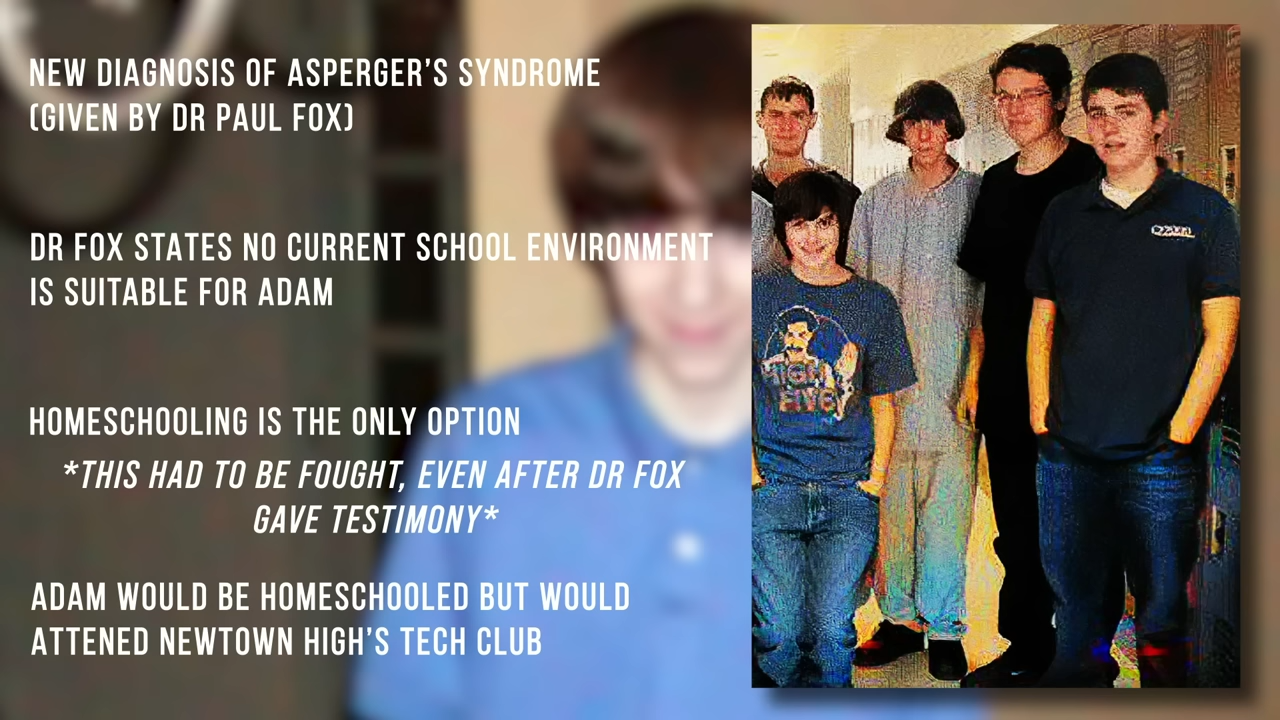 NEW DIAGNOSIS OF ASPERGER'S SYNDROME
(GIVEN BY DR PAUL FOX)
DR FOX STATES NO CURRENT SCHOOL ENVIRONMENT
IS SUITABLE FOR ADAM
HOMESCHOOLING IS THE ONLY OPTION
*THIS HAD TO BE FOUGHT, EVEN AFTER DR FOX
GAVE TESTIMONY*
ADAM WOULD BE HOMESCHOOLED BUT WOULD
ATTENED NEWTOWN HIGH'S TECH CLUB
HIGH
FIVE